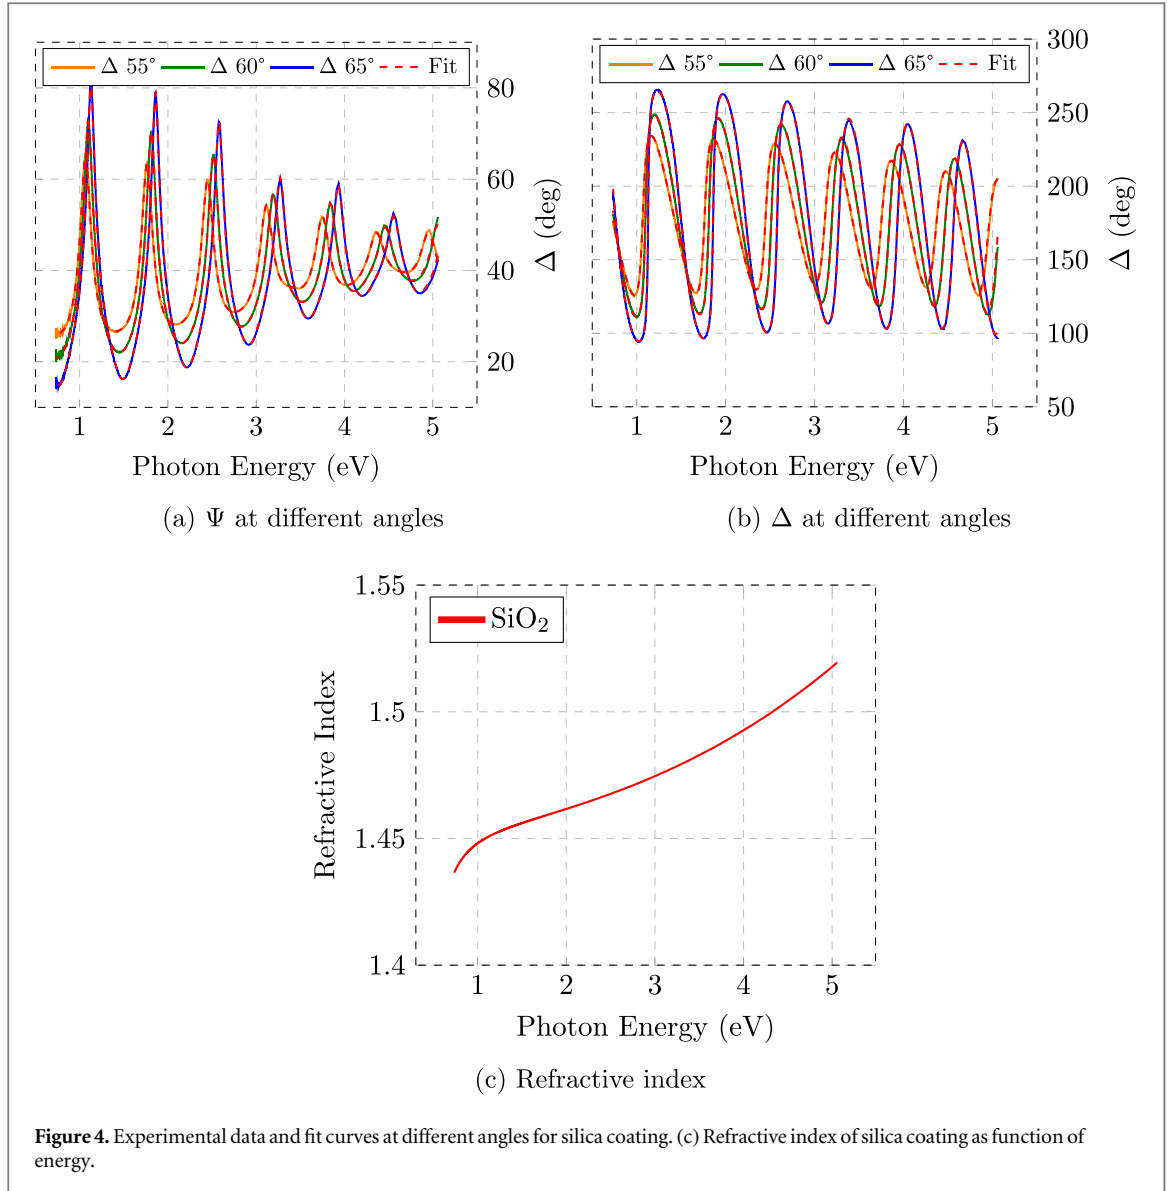 Δ 55° Δ 60° Δ 65° Fit
80
60
40
20
Δ (deg)
1 2 3 4 5
Photon Energy (eV)
(a) Ψ at different angles
Δ 55° Δ 60° Δ 65° Fit
300
250
200
150
100
50
Δ (deg)
1 2 3 4 5
Photon Energy (eV)
(b) Δ at different angles
SiO₂
1.55
1.5
1.45
1.4
Refractive Index
1 2 3 4 5
Photon Energy (eV)
(c) Refractive index
Figure 4. Experimental data and fit curves at different angles for silica coating. (c) Refractive index of silica coating as function of
energy.